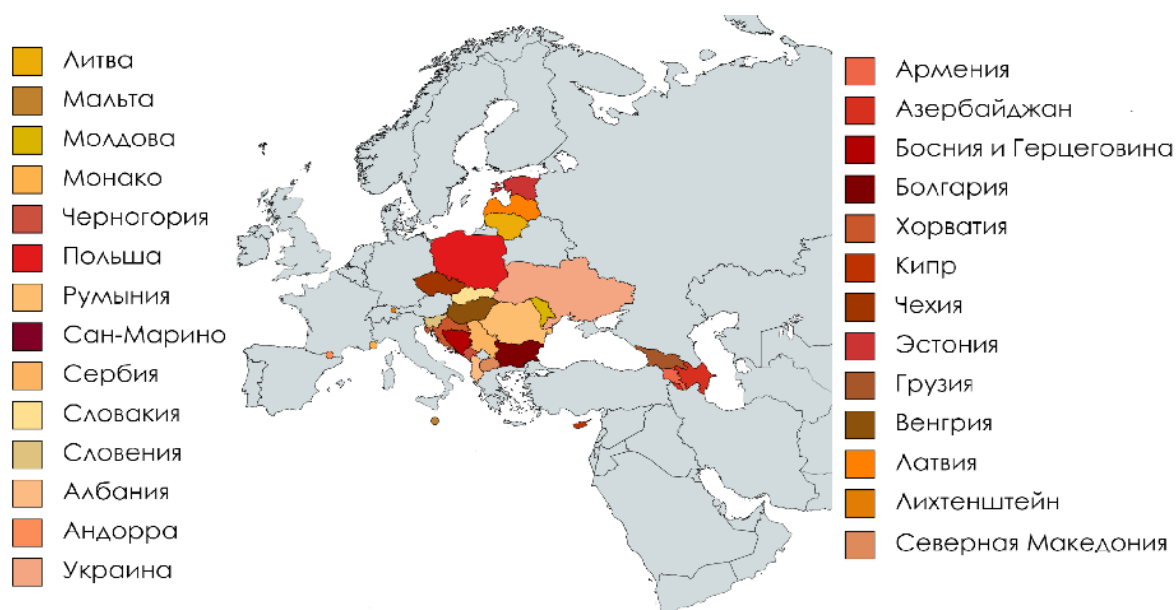 Литва
Мальта
Молдова
Монако
Черногория
Польша
Румыния
Сан-Марино
Сербия
Словакия
Словения
Албания
Андорра
Украина
Армения
Азербайджан
Босния и Герцеговина
Болгария
Хорватия
Кипр
Чехия
Эстония
Грузия
Венгрия
Латвия
Лихтенштейн
Северная Македония